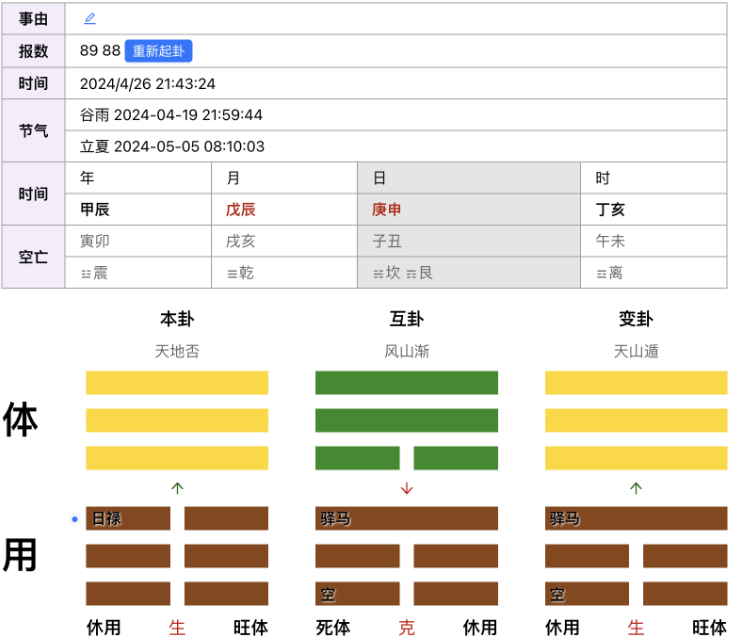 事由
报数 89 88 重新起卦
时间 2024/4/26 21:43:24
节气 谷雨 2024-04-19 21:59:44
立夏 2024-05-05 08:10:03
时间 年 月 日 时
甲辰 戊辰 庚申 丁亥
空亡 寅卯 戌亥 子丑 午未
☳震 ☰乾 ☵坎 ☶艮 ☲离
本卦 互卦 变卦
天地否 风山渐 天山遁
体
↑ ↓ ↑
日禄 驿马 驿马
用
空 空
休用 生 旺体 死体 克 休用 休用 生 旺体